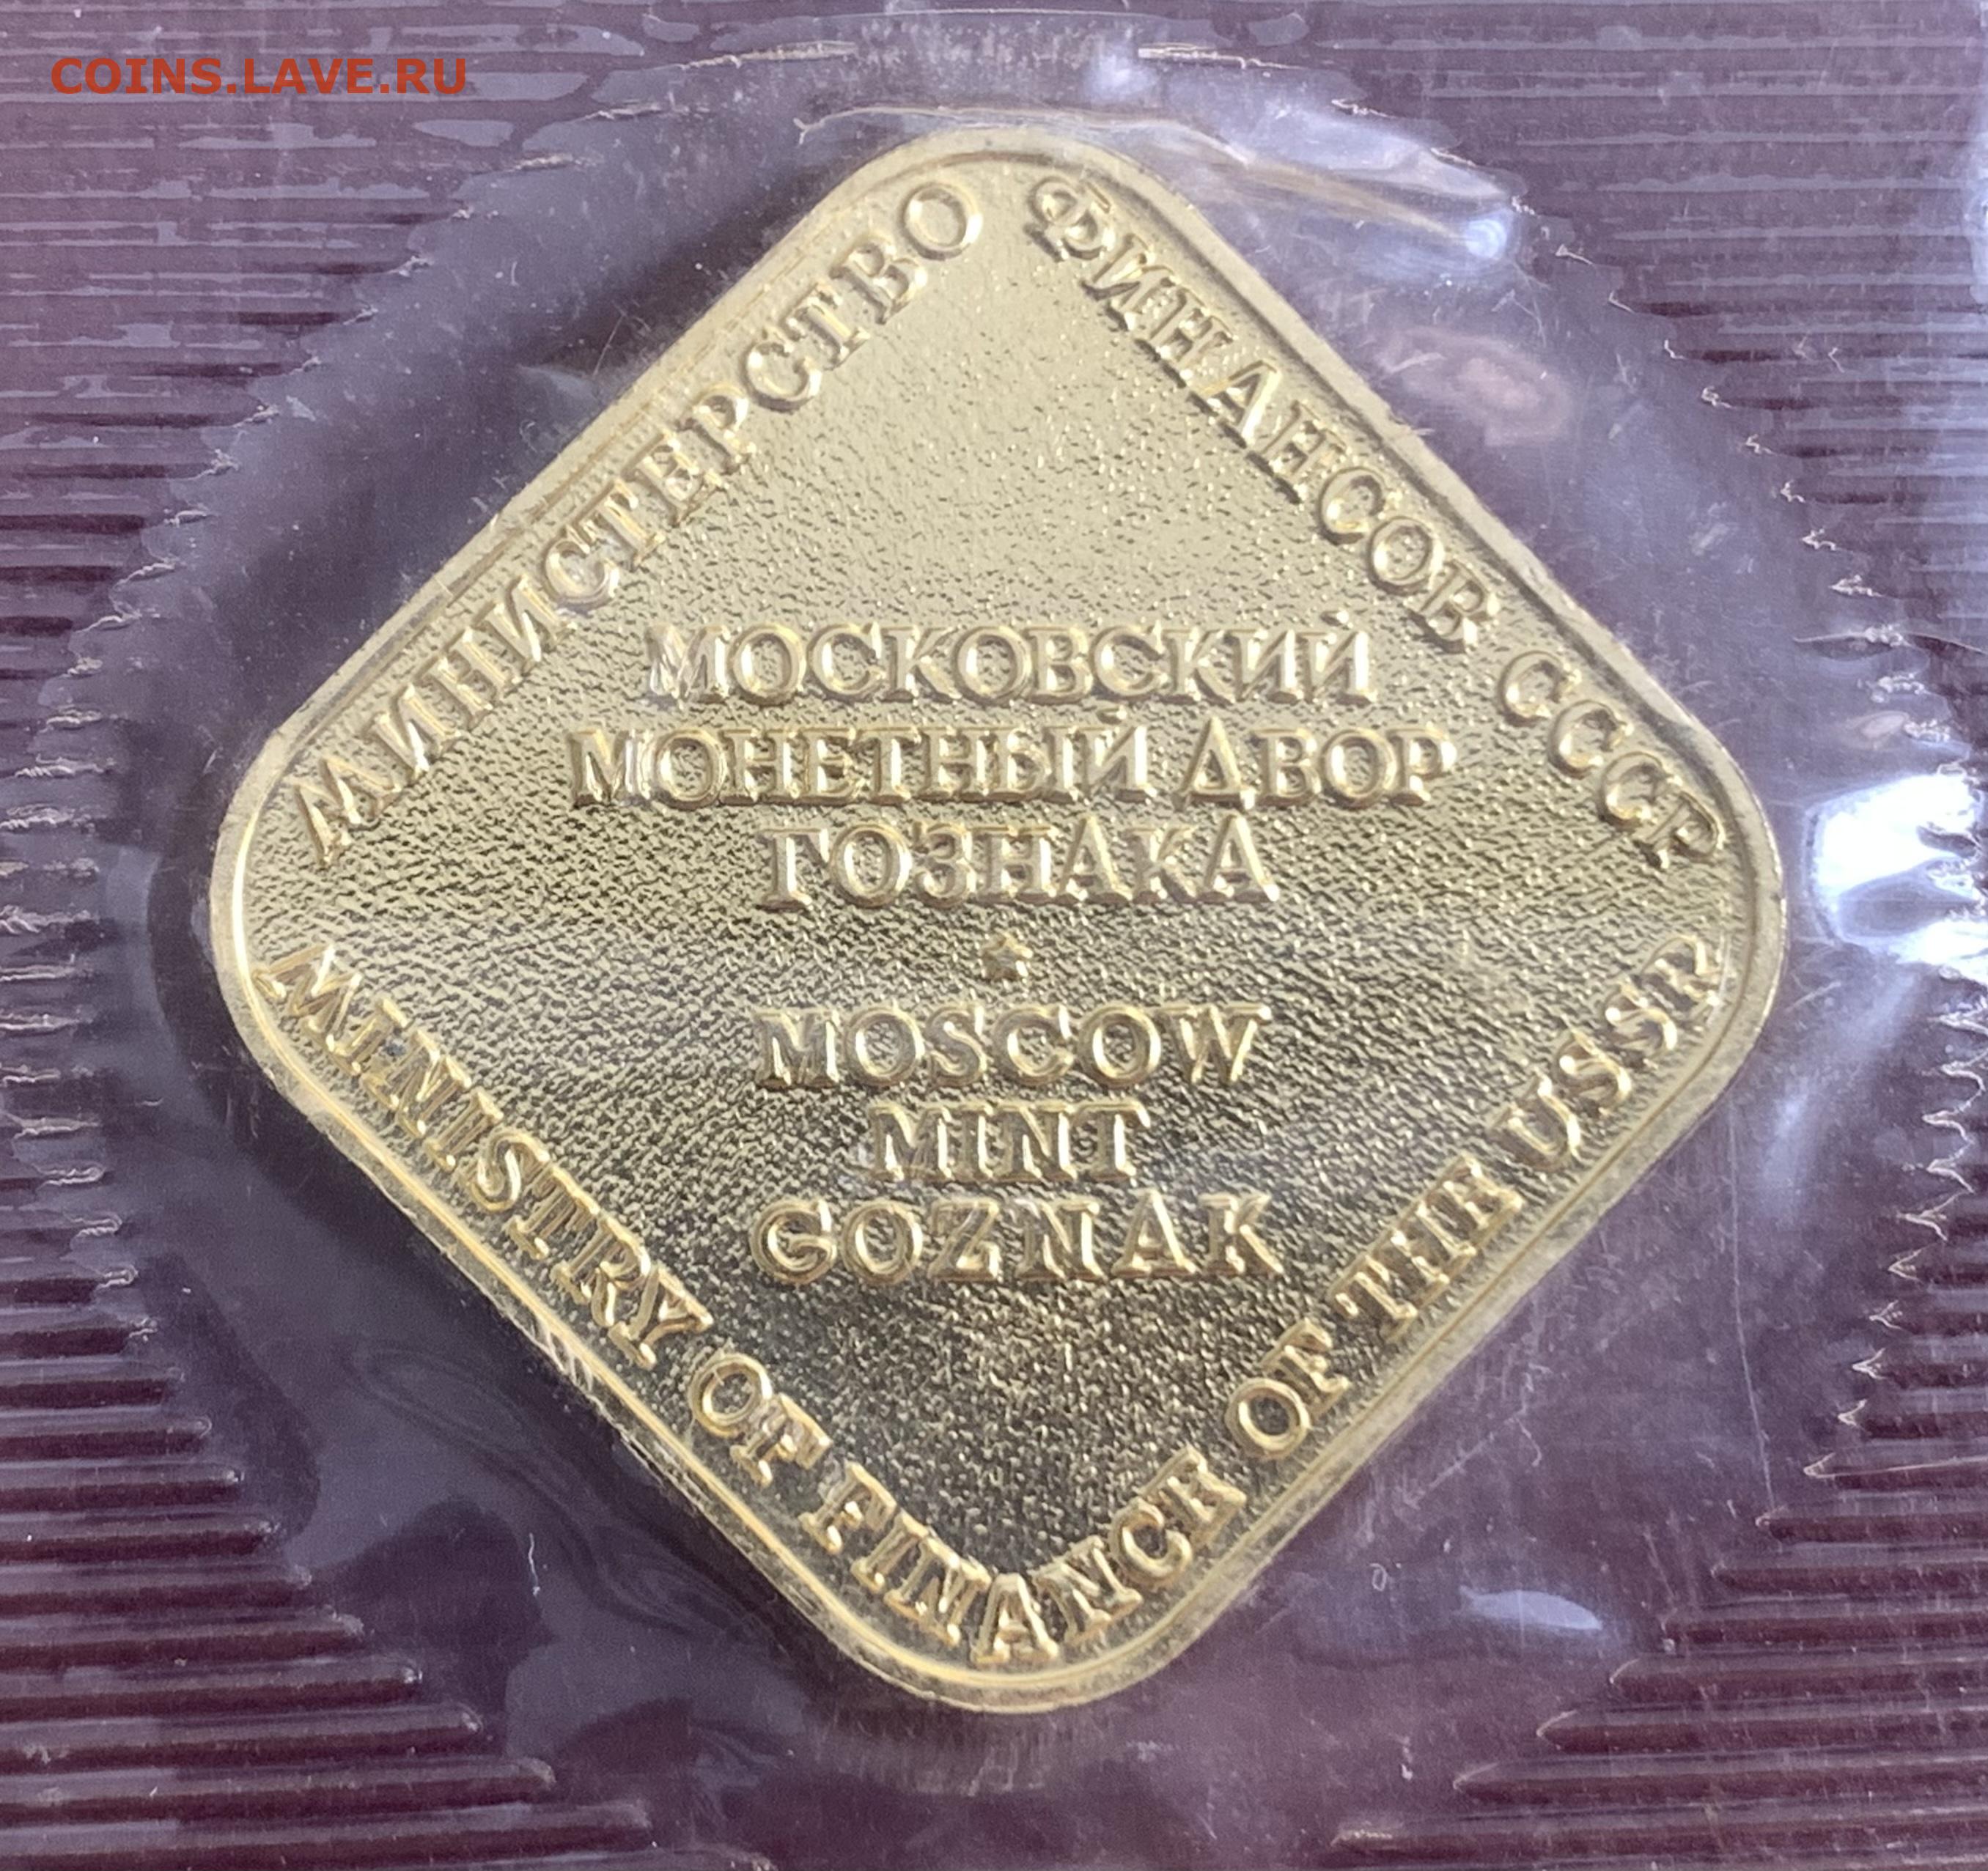 COINS.LAVE.RU
МИНИСТЕРСТВО ФИНАНСОВ СССР
МОСКОВСКИЙ
МОНЕТНЫЙ ДВОР
ГОЗНАКА
MOSCOW
MINT
GOZNAK
MINISTRY OF FINANCE OF THE USSR